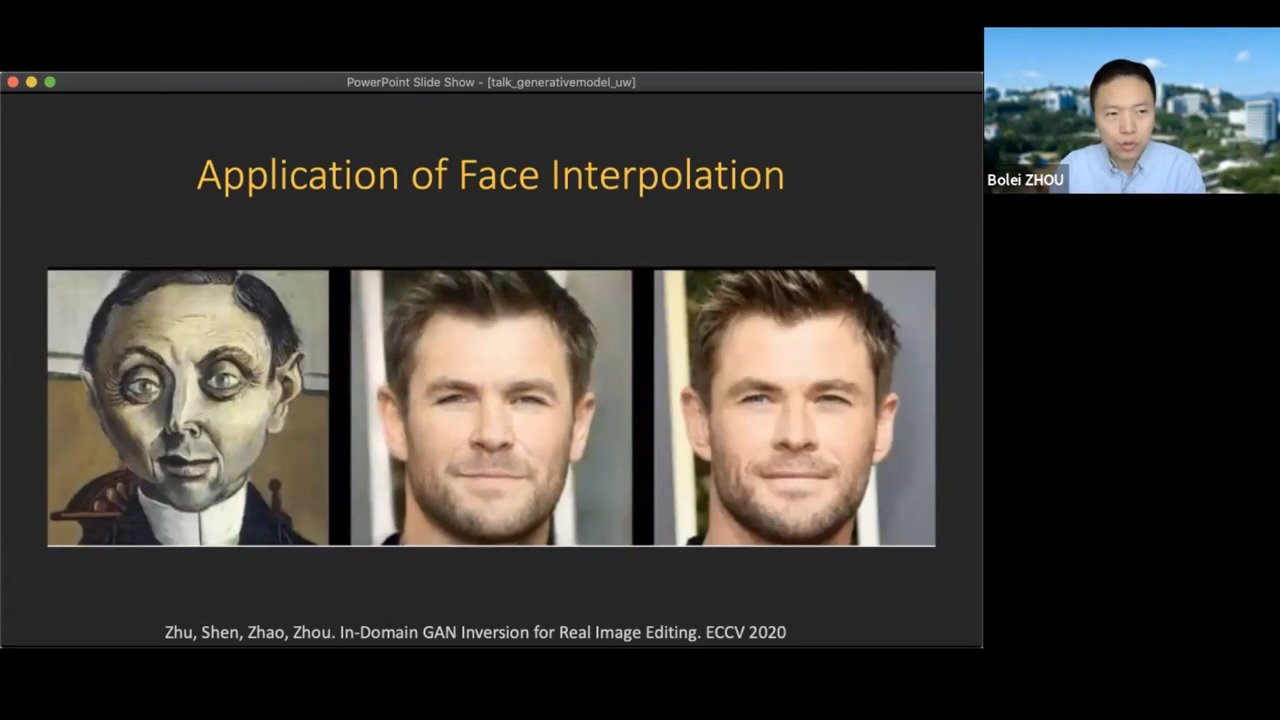 PowerPoint Slide Show - [talk_generativemodel_uw]
Application of Face Interpolation
Zhu, Shen, Zhao, Zhou. In-Domain GAN Inversion for Real Image Editing. ECCV 2020
Bolei ZHOU